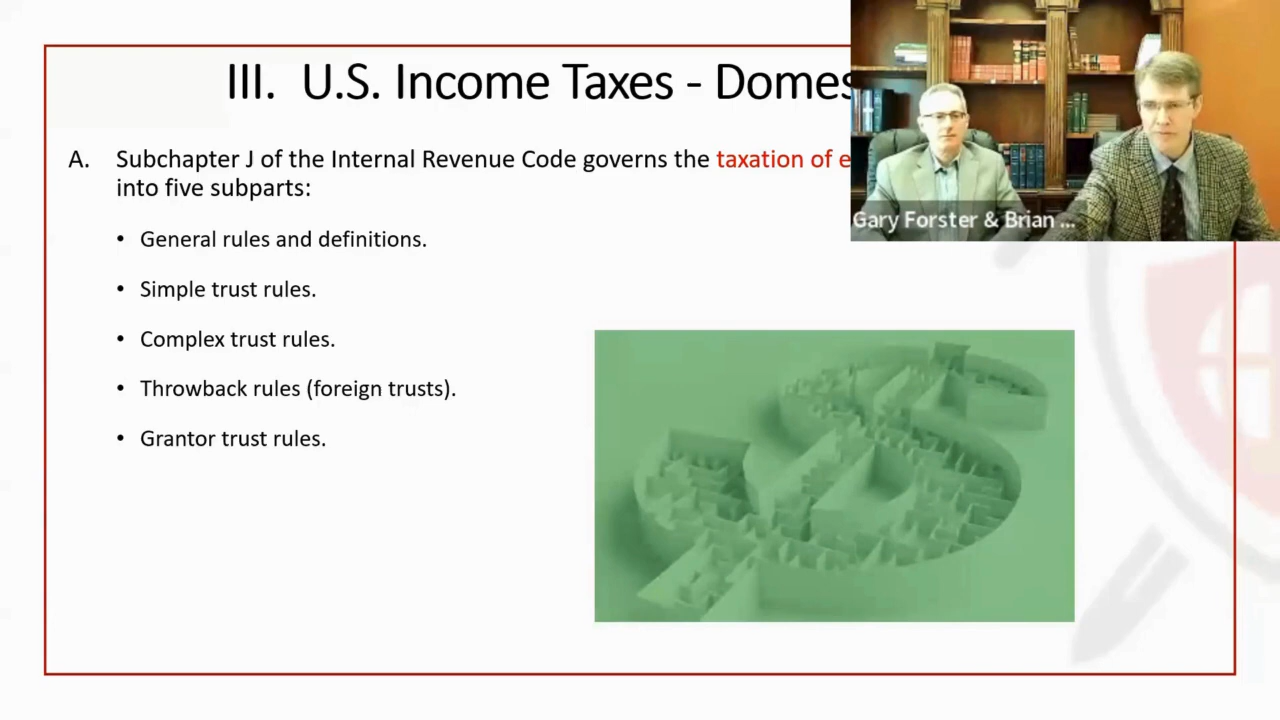 III. U.S. Income Taxes - Domes
A. Subchapter J of the Internal Revenue Code governs the taxation of e
into five subparts:
• General rules and definitions.
• Simple trust rules.
• Complex trust rules.
• Throwback rules (foreign trusts).
• Grantor trust rules.
Gary Forster & Brian ...